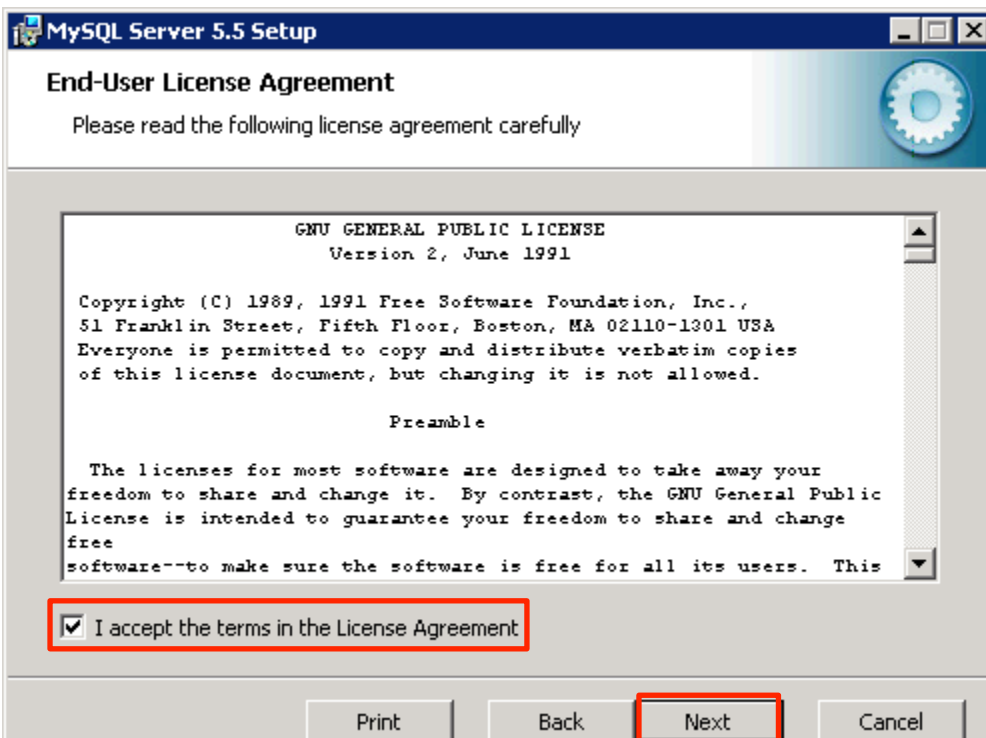 MySQL Server 5.5 Setup
End-User License Agreement
Please read the following license agreement carefully
GNU GENERAL PUBLIC LICENSE
Version 2, June 1991
Copyright (C) 1989, 1991 Free Software Foundation, Inc.,
51 Franklin Street, Fifth Floor, Boston, MA 02110-1301 USA
Everyone is permitted to copy and distribute verbatim copies
of this license document, but changing it is not allowed.
Preamble
The licenses for most software are designed to take away your
freedom to share and change it.  By contrast, the GNU General Public
License is intended to guarantee your freedom to share and change
free
software--to make sure the software is free for all its users.  This
I accept the terms in the License Agreement
Print Back Next Cancel